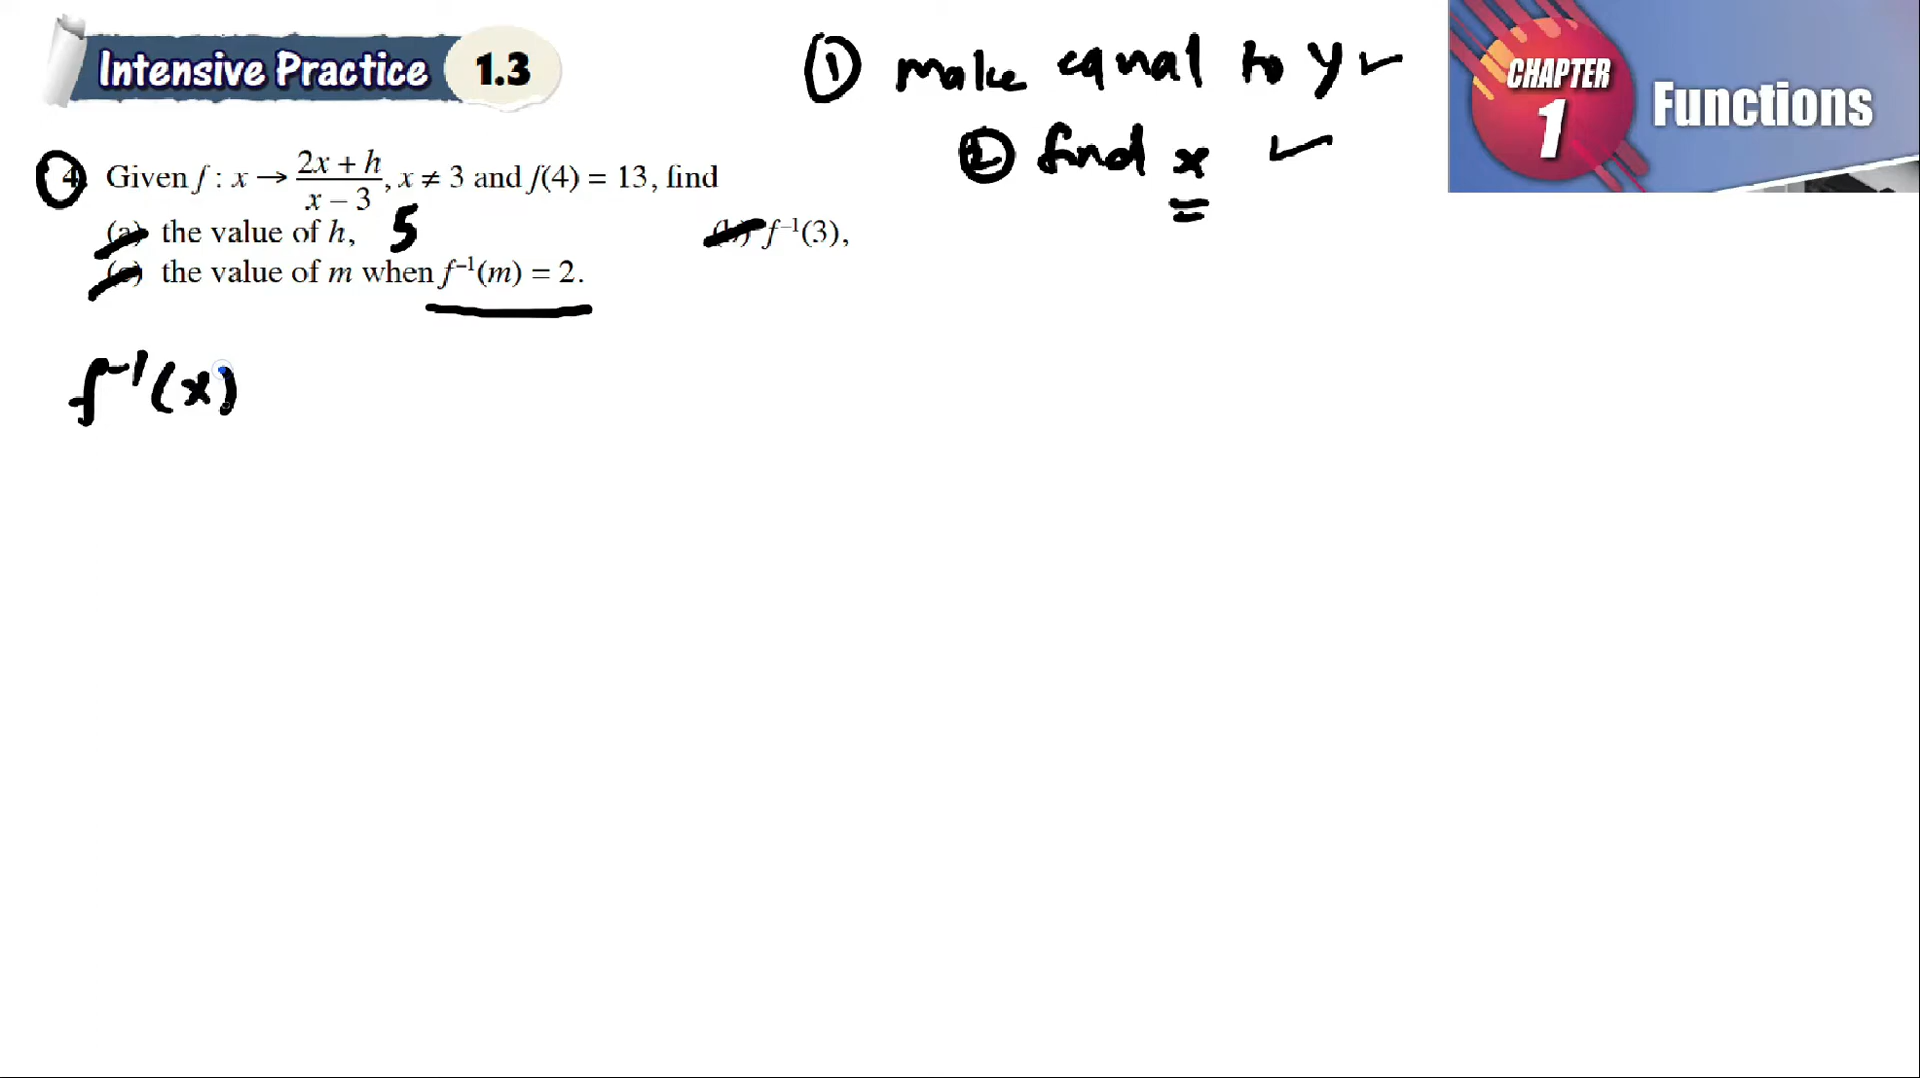 Intensive Practice 1.3
① make equal to y ✓
② find x ✓
CHAPTER 1 Functions
4. Given f : x → (2x + h)/(x − 3), x ≠ 3 and f(4) = 13, find
(a) the value of h, 5 (b) f⁻¹(3),
(c) the value of m when f⁻¹(m) = 2.
f⁻¹(x)